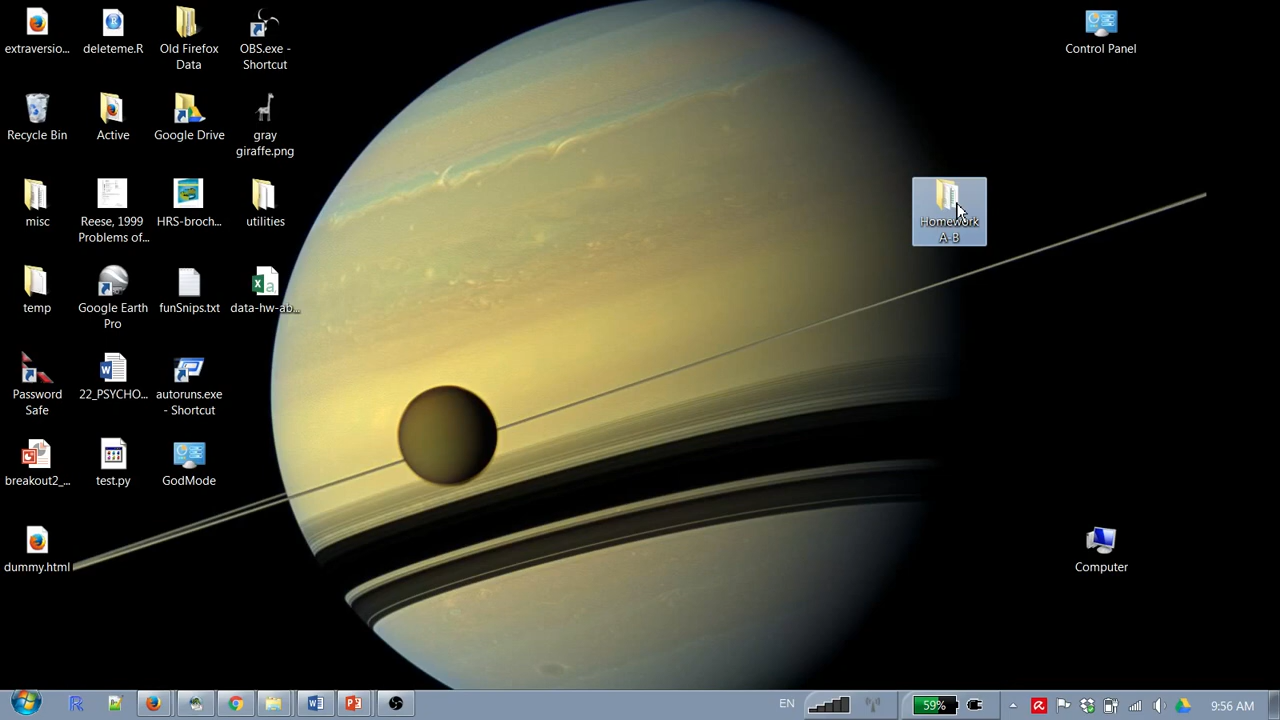 extraversio...
deleteme.R
Old Firefox
Data
OBS.exe -
Shortcut
Control Panel
Recycle Bin
Active
Google Drive
gray
giraffe.png
misc
Reese, 1999
Problems of...
HRS-broch...
utilities
Homework
A-B
temp
Google Earth
Pro
funSnips.txt
data-hw-ab...
Password
Safe
22_PSYCHO...
autoruns.exe
- Shortcut
breakout2_...
test.py
GodMode
dummy.html
Computer
EN
59%
9:56 AM